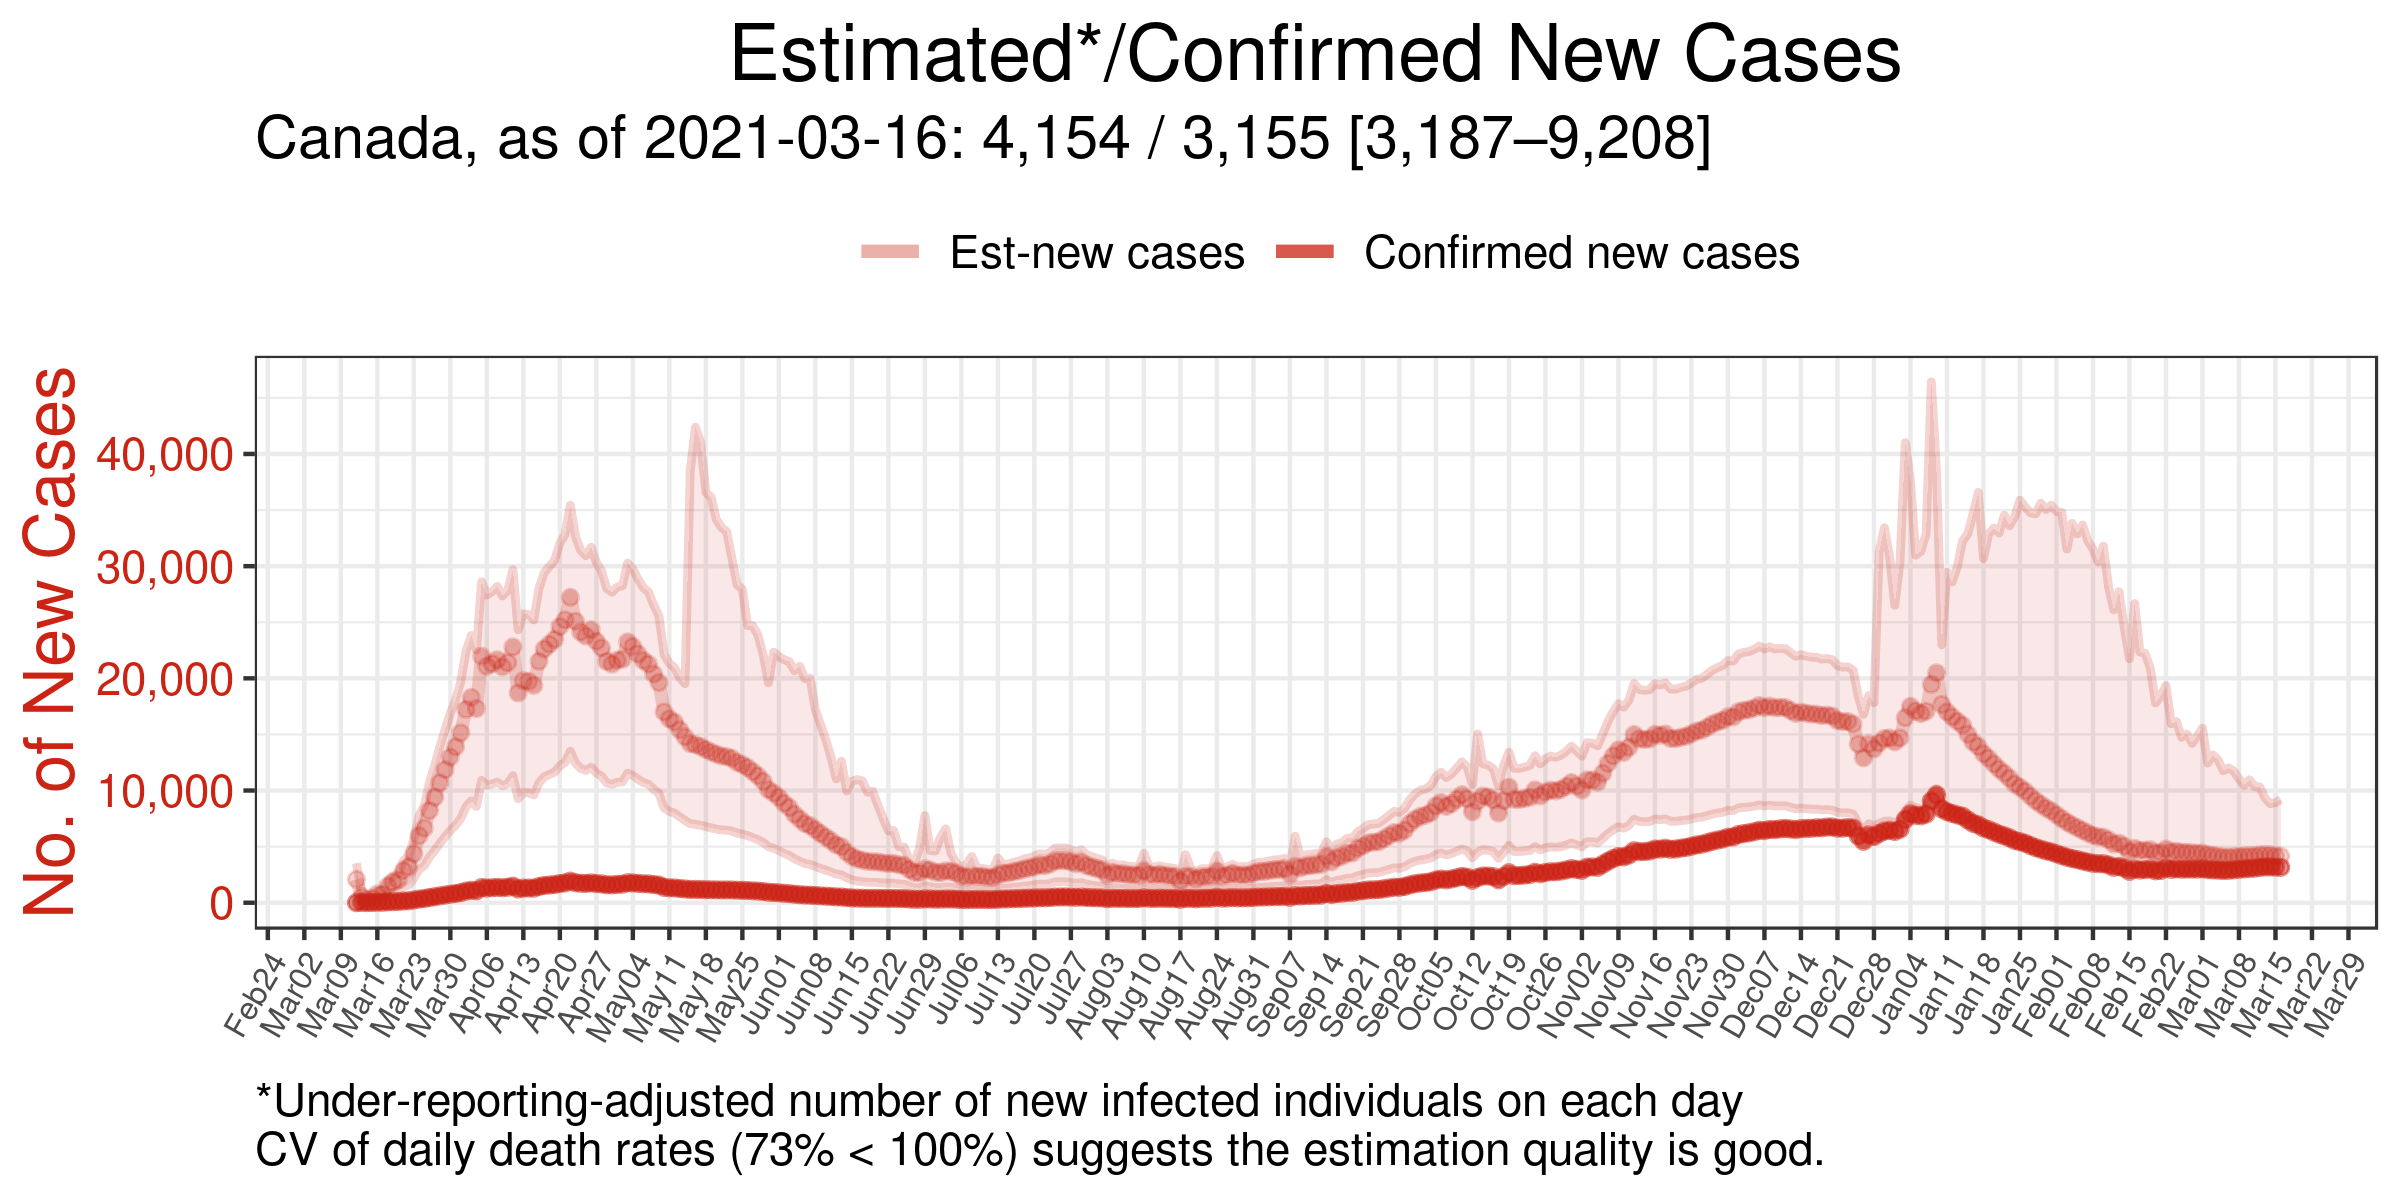 Estimated*/Confirmed New Cases
Canada, as of 2021-03-16: 4,154 / 3,155 [3,187–9,208]
Est-new cases
Confirmed new cases
No. of New Cases
40,000
30,000
20,000
10,000
0
Feb24
Mar02
Mar09
Mar16
Mar23
Mar30
Apr06
Apr13
Apr20
Apr27
May04
May11
May18
May25
Jun01
Jun08
Jun15
Jun22
Jun29
Jul06
Jul13
Jul20
Jul27
Aug03
Aug10
Aug17
Aug24
Aug31
Sep07
Sep14
Sep21
Sep28
Oct05
Oct12
Oct19
Oct26
Nov02
Nov09
Nov16
Nov23
Nov30
Dec07
Dec14
Dec21
Dec28
Jan04
Jan11
Jan18
Jan25
Feb01
Feb08
Feb15
Feb22
Mar01
Mar08
Mar15
Mar22
Mar29
*Under-reporting-adjusted number of new infected individuals on each day
CV of daily death rates (73% < 100%) suggests the estimation quality is good.